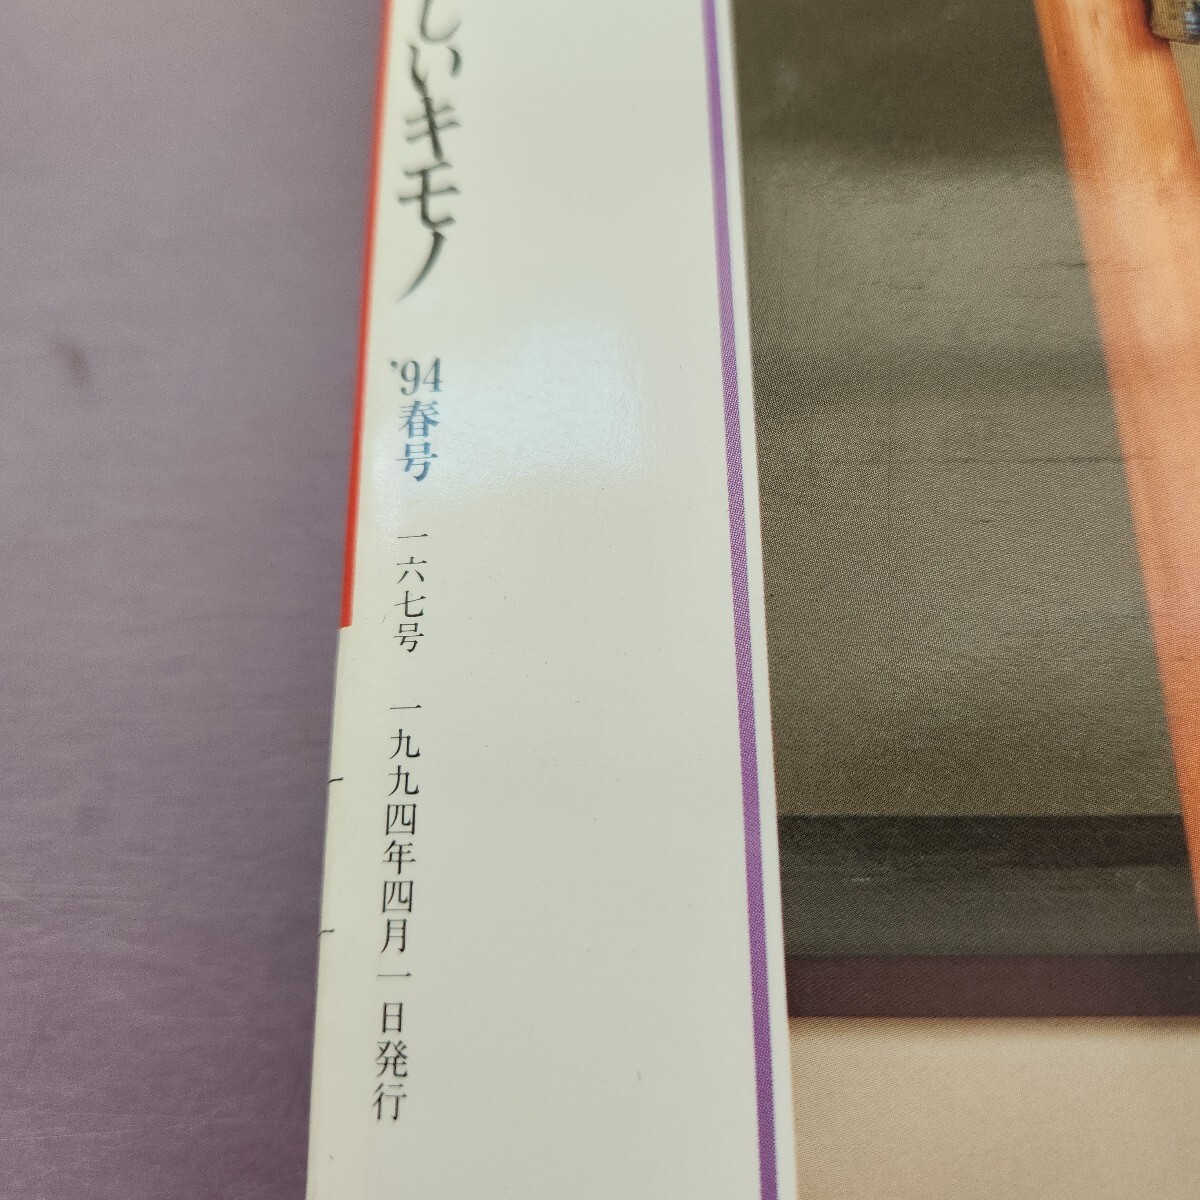 しいキモノ
'94春号
一六七号
一九九四年四月一日発行